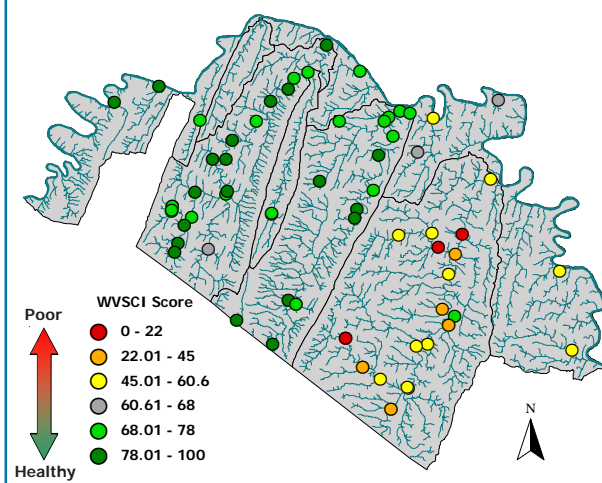 N
Poor
WVSCI Score
0 - 22
22.01 - 45
45.01 - 60.6
60.61 - 68
68.01 - 78
78.01 - 100
Healthy